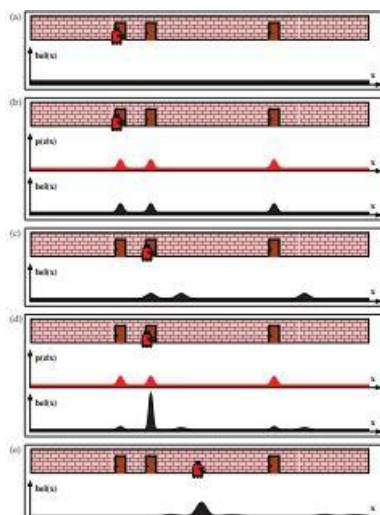 (a)
bel(x)
x
(b)
p(z|x)
x
bel(x)
x
(c)
bel(x)
x
(d)
p(z|x)
x
bel(x)
x
(e)
bel(x)
x